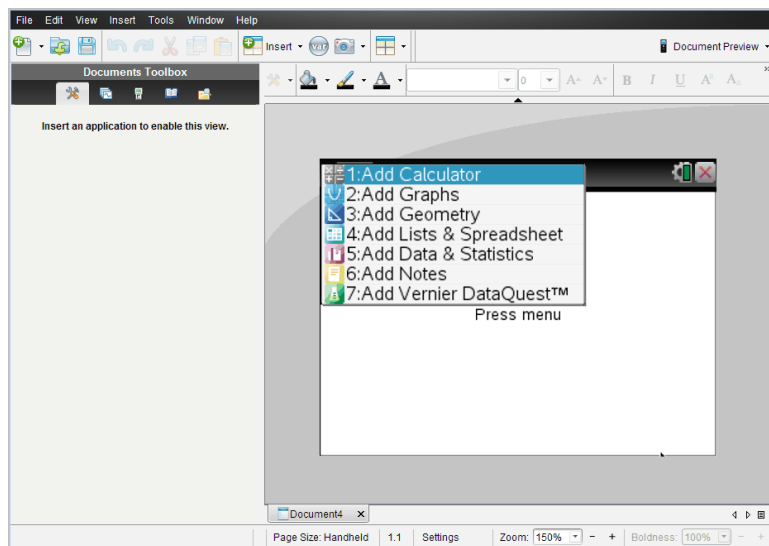 File Edit View Insert Tools Window Help
Insert Var Document Preview
Documents Toolbox
0 A A B I U A A
Insert an application to enable this view.
1:Add Calculator
2:Add Graphs
3:Add Geometry
4:Add Lists & Spreadsheet
5:Add Data & Statistics
6:Add Notes
7:Add Vernier DataQuest™
Press menu
Document4 X
Page Size: Handheld 1.1 Settings Zoom: 150% - + Boldness: 100% - +